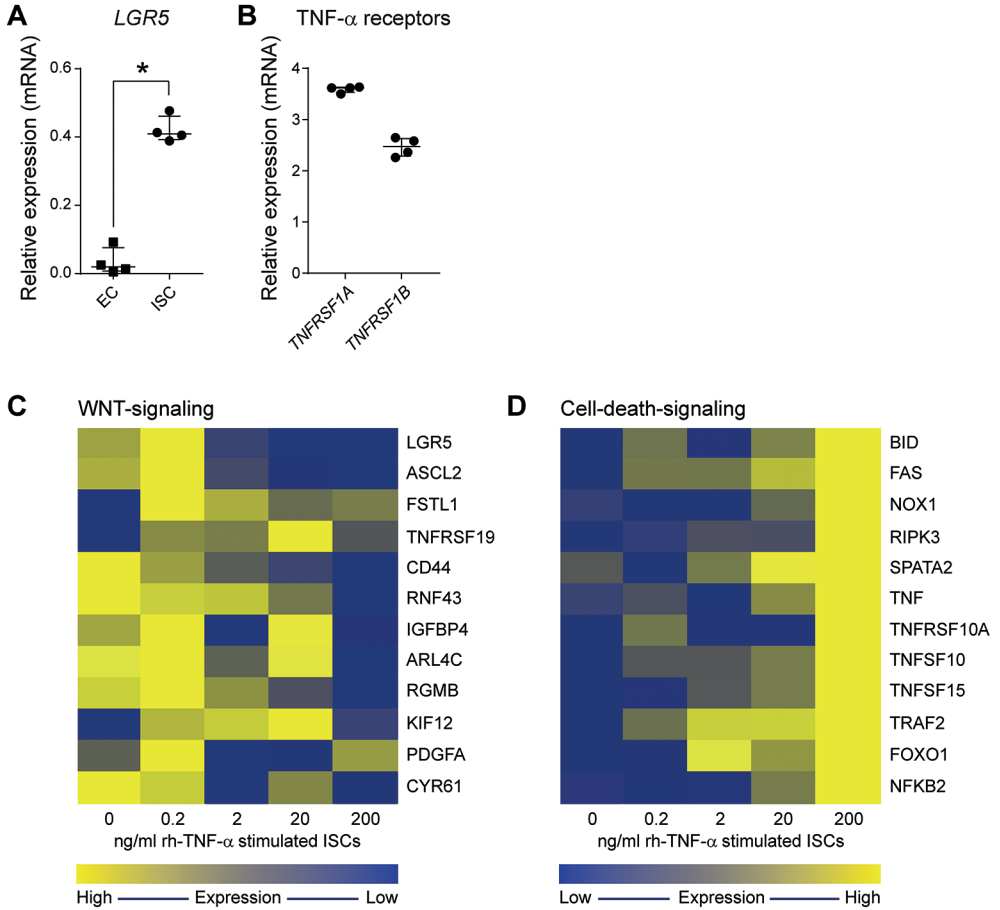 A
LGR5
Relative expression (mRNA)
0.6
0.4
0.2
0.0
*
EC
ISC
B
TNF-α receptors
Relative expression (mRNA)
4
3
2
1
0
TNFRSF1A
TNFRSF1B
C
WNT-signaling
LGR5
ASCL2
FSTL1
TNFRSF19
CD44
RNF43
IGFBP4
ARL4C
RGMB
KIF12
PDGFA
CYR61
0 0.2 2 20 200
ng/ml rh-TNF-α stimulated ISCs
High Expression Low
D
Cell-death-signaling
BID
FAS
NOX1
RIPK3
SPATA2
TNF
TNFRSF10A
TNFSF10
TNFSF15
TRAF2
FOXO1
NFKB2
0 0.2 2 20 200
ng/ml rh-TNF-α stimulated ISCs
Low Expression High